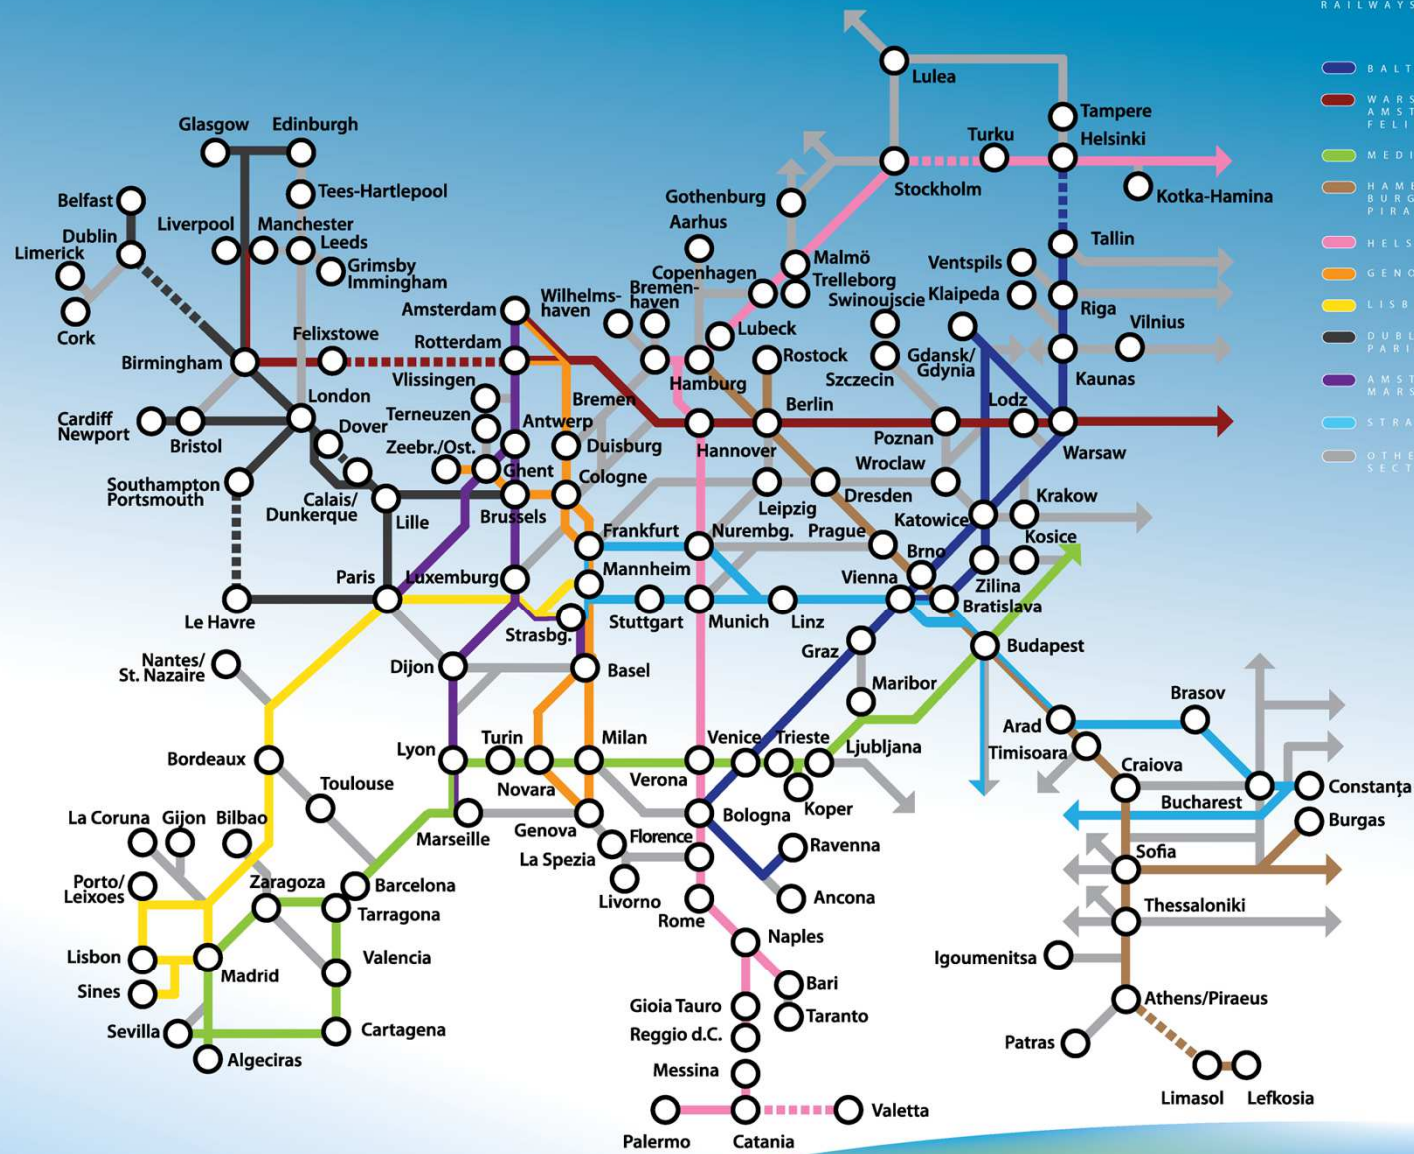 RAILWAYS
BALT
WARS
AMST
FELI
MEDI
HAMB
BURG
PIRA
HELS
GENO
LISB
DUBL
PARI
AMST
MARS
STRA
OTHE
SECT
Lulea
Tampere
Turku
Helsinki
Stockholm
Kotka-Hamina
Glasgow
Edinburgh
Tees-Hartlepool
Belfast
Liverpool
Manchester
Dublin
Leeds
Limerick
Grimsby
Immingham
Cork
Gothenburg
Aarhus
Tallin
Malmö
Ventspils
Copenhagen
Trelleborg
Klaipeda
Swinoujscie
Riga
Wilhelms-
haven
Bremen-
haven
Amsterdam
Lubeck
Vilnius
Felixstowe
Rotterdam
Birmingham
Rostock
Gdansk/
Gdynia
Kaunas
Vlissingen
Hamburg
Szczecin
Bremen
London
Terneuzen
Berlin
Lodz
Cardiff
Newport
Bristol
Dover
Antwerp
Zeebr./Ost.
Duisburg
Hannover
Poznan
Warsaw
Ghent
Wroclaw
Southampton
Portsmouth
Calais/
Dunkerque
Lille
Brussels
Cologne
Leipzig
Dresden
Krakow
Katowice
Frankfurt
Nurembg.
Prague
Kosice
Brno
Paris
Luxemburg
Mannheim
Vienna
Zilina
Bratislava
Le Havre
Strasbg.
Stuttgart
Munich
Linz
Nantes/
St. Nazaire
Dijon
Basel
Graz
Budapest
Maribor
Brasov
Arad
Bordeaux
Lyon
Turin
Milan
Venice
Trieste
Ljubljana
Timisoara
Toulouse
Novara
Verona
Koper
Craiova
Bucharest
Constanţa
La Coruna
Gijon
Bilbao
Marseille
Genova
Bologna
Burgas
Florence
Ravenna
La Spezia
Sofia
Porto/
Leixoes
Zaragoza
Barcelona
Livorno
Ancona
Tarragona
Rome
Thessaloniki
Naples
Lisbon
Madrid
Valencia
Igoumenitsa
Sines
Bari
Gioia Tauro
Taranto
Athens/Piraeus
Sevilla
Cartagena
Reggio d.C.
Patras
Algeciras
Messina
Limasol
Lefkosia
Palermo
Catania
Valetta